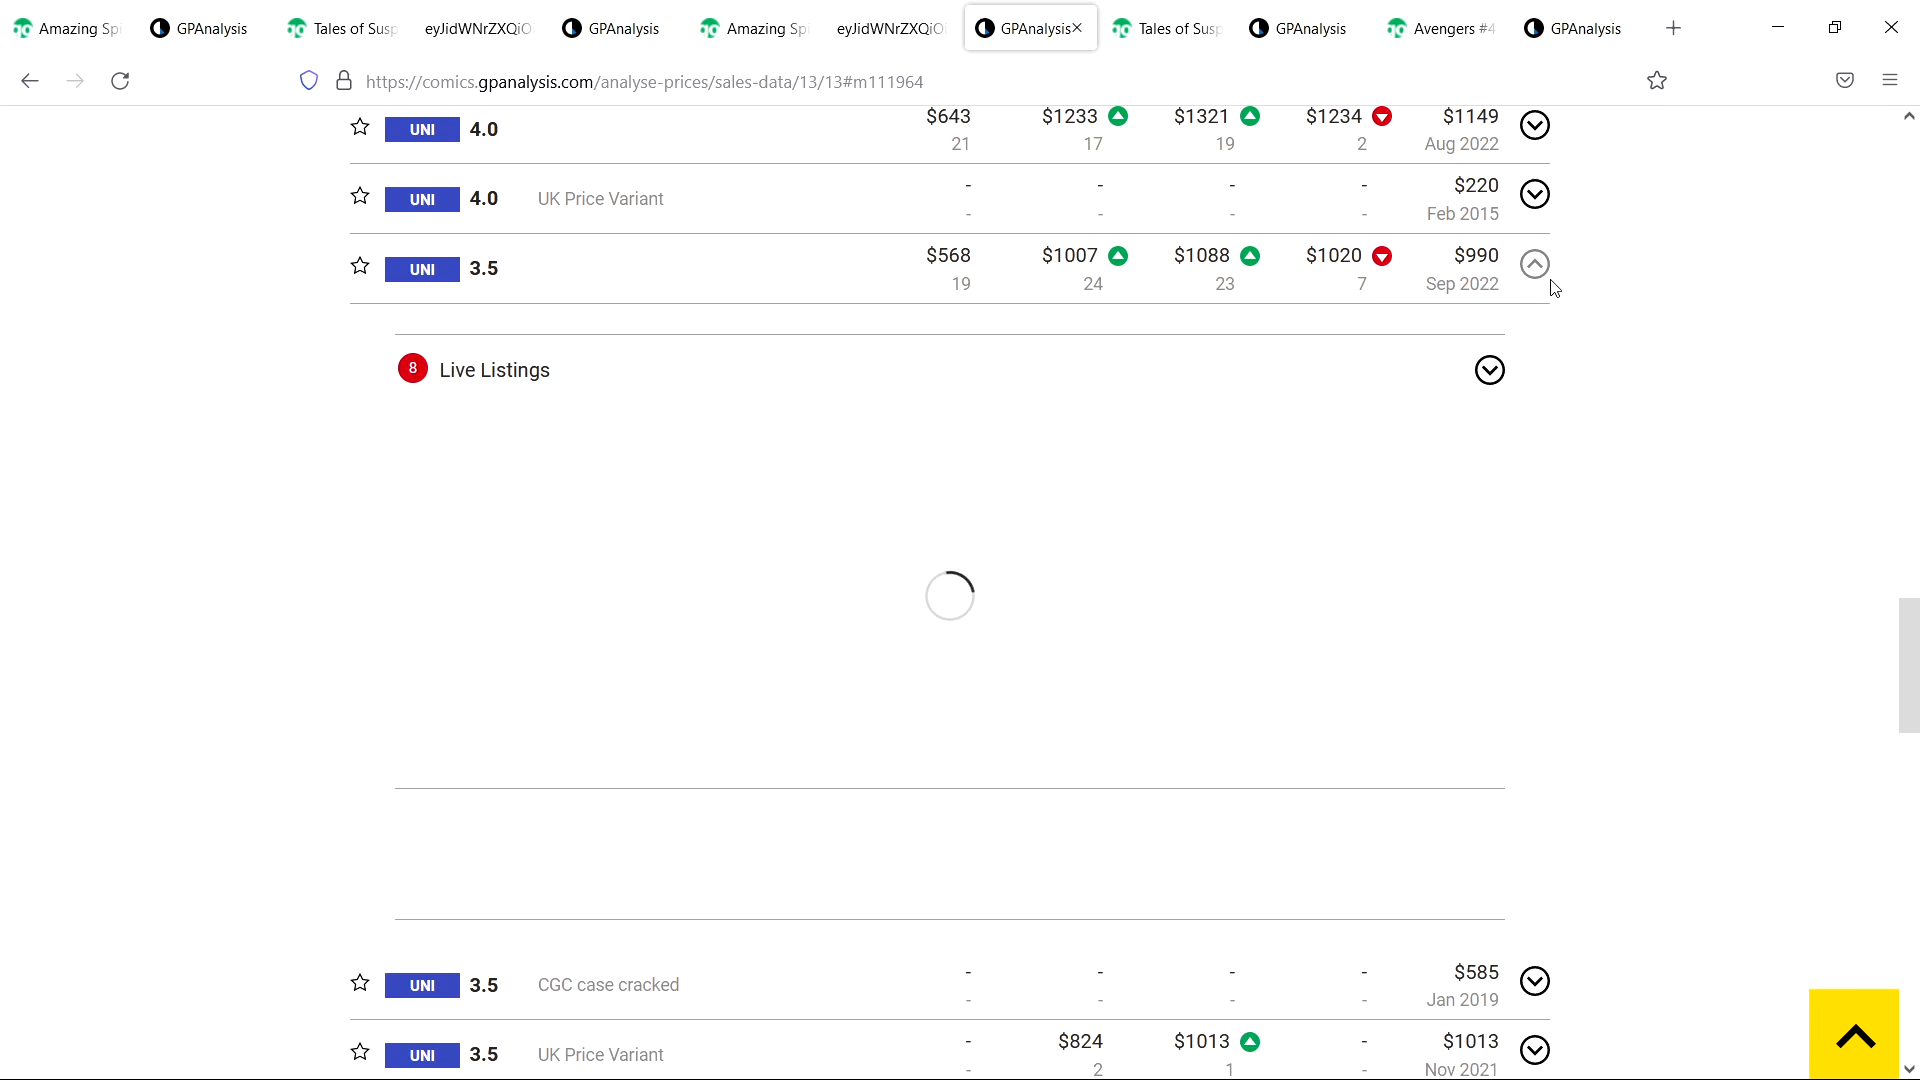 Amazing Sp
GPAnalysis
Tales of Susp
eyJidWNrZXQiO
GPAnalysis
Amazing Sp
eyJidWNrZXQiO
GPAnalysis
Tales of Susp
GPAnalysis
Avengers #4
GPAnalysis
https://comics.gpanalysis.com/analyse-prices/sales-data/13/13#m111964
UNI 4.0 $643 $1233 $1321 $1234 $1149
21 17 19 2 Aug 2022
UNI 4.0 UK Price Variant - - - - $220
- - - - Feb 2015
UNI 3.5 $568 $1007 $1088 $1020 $990
19 24 23 7 Sep 2022
8 Live Listings
UNI 3.5 CGC case cracked - - - - $585
- - - - Jan 2019
UNI 3.5 UK Price Variant - $824 $1013 - $1013
- 2 1 - Nov 2021